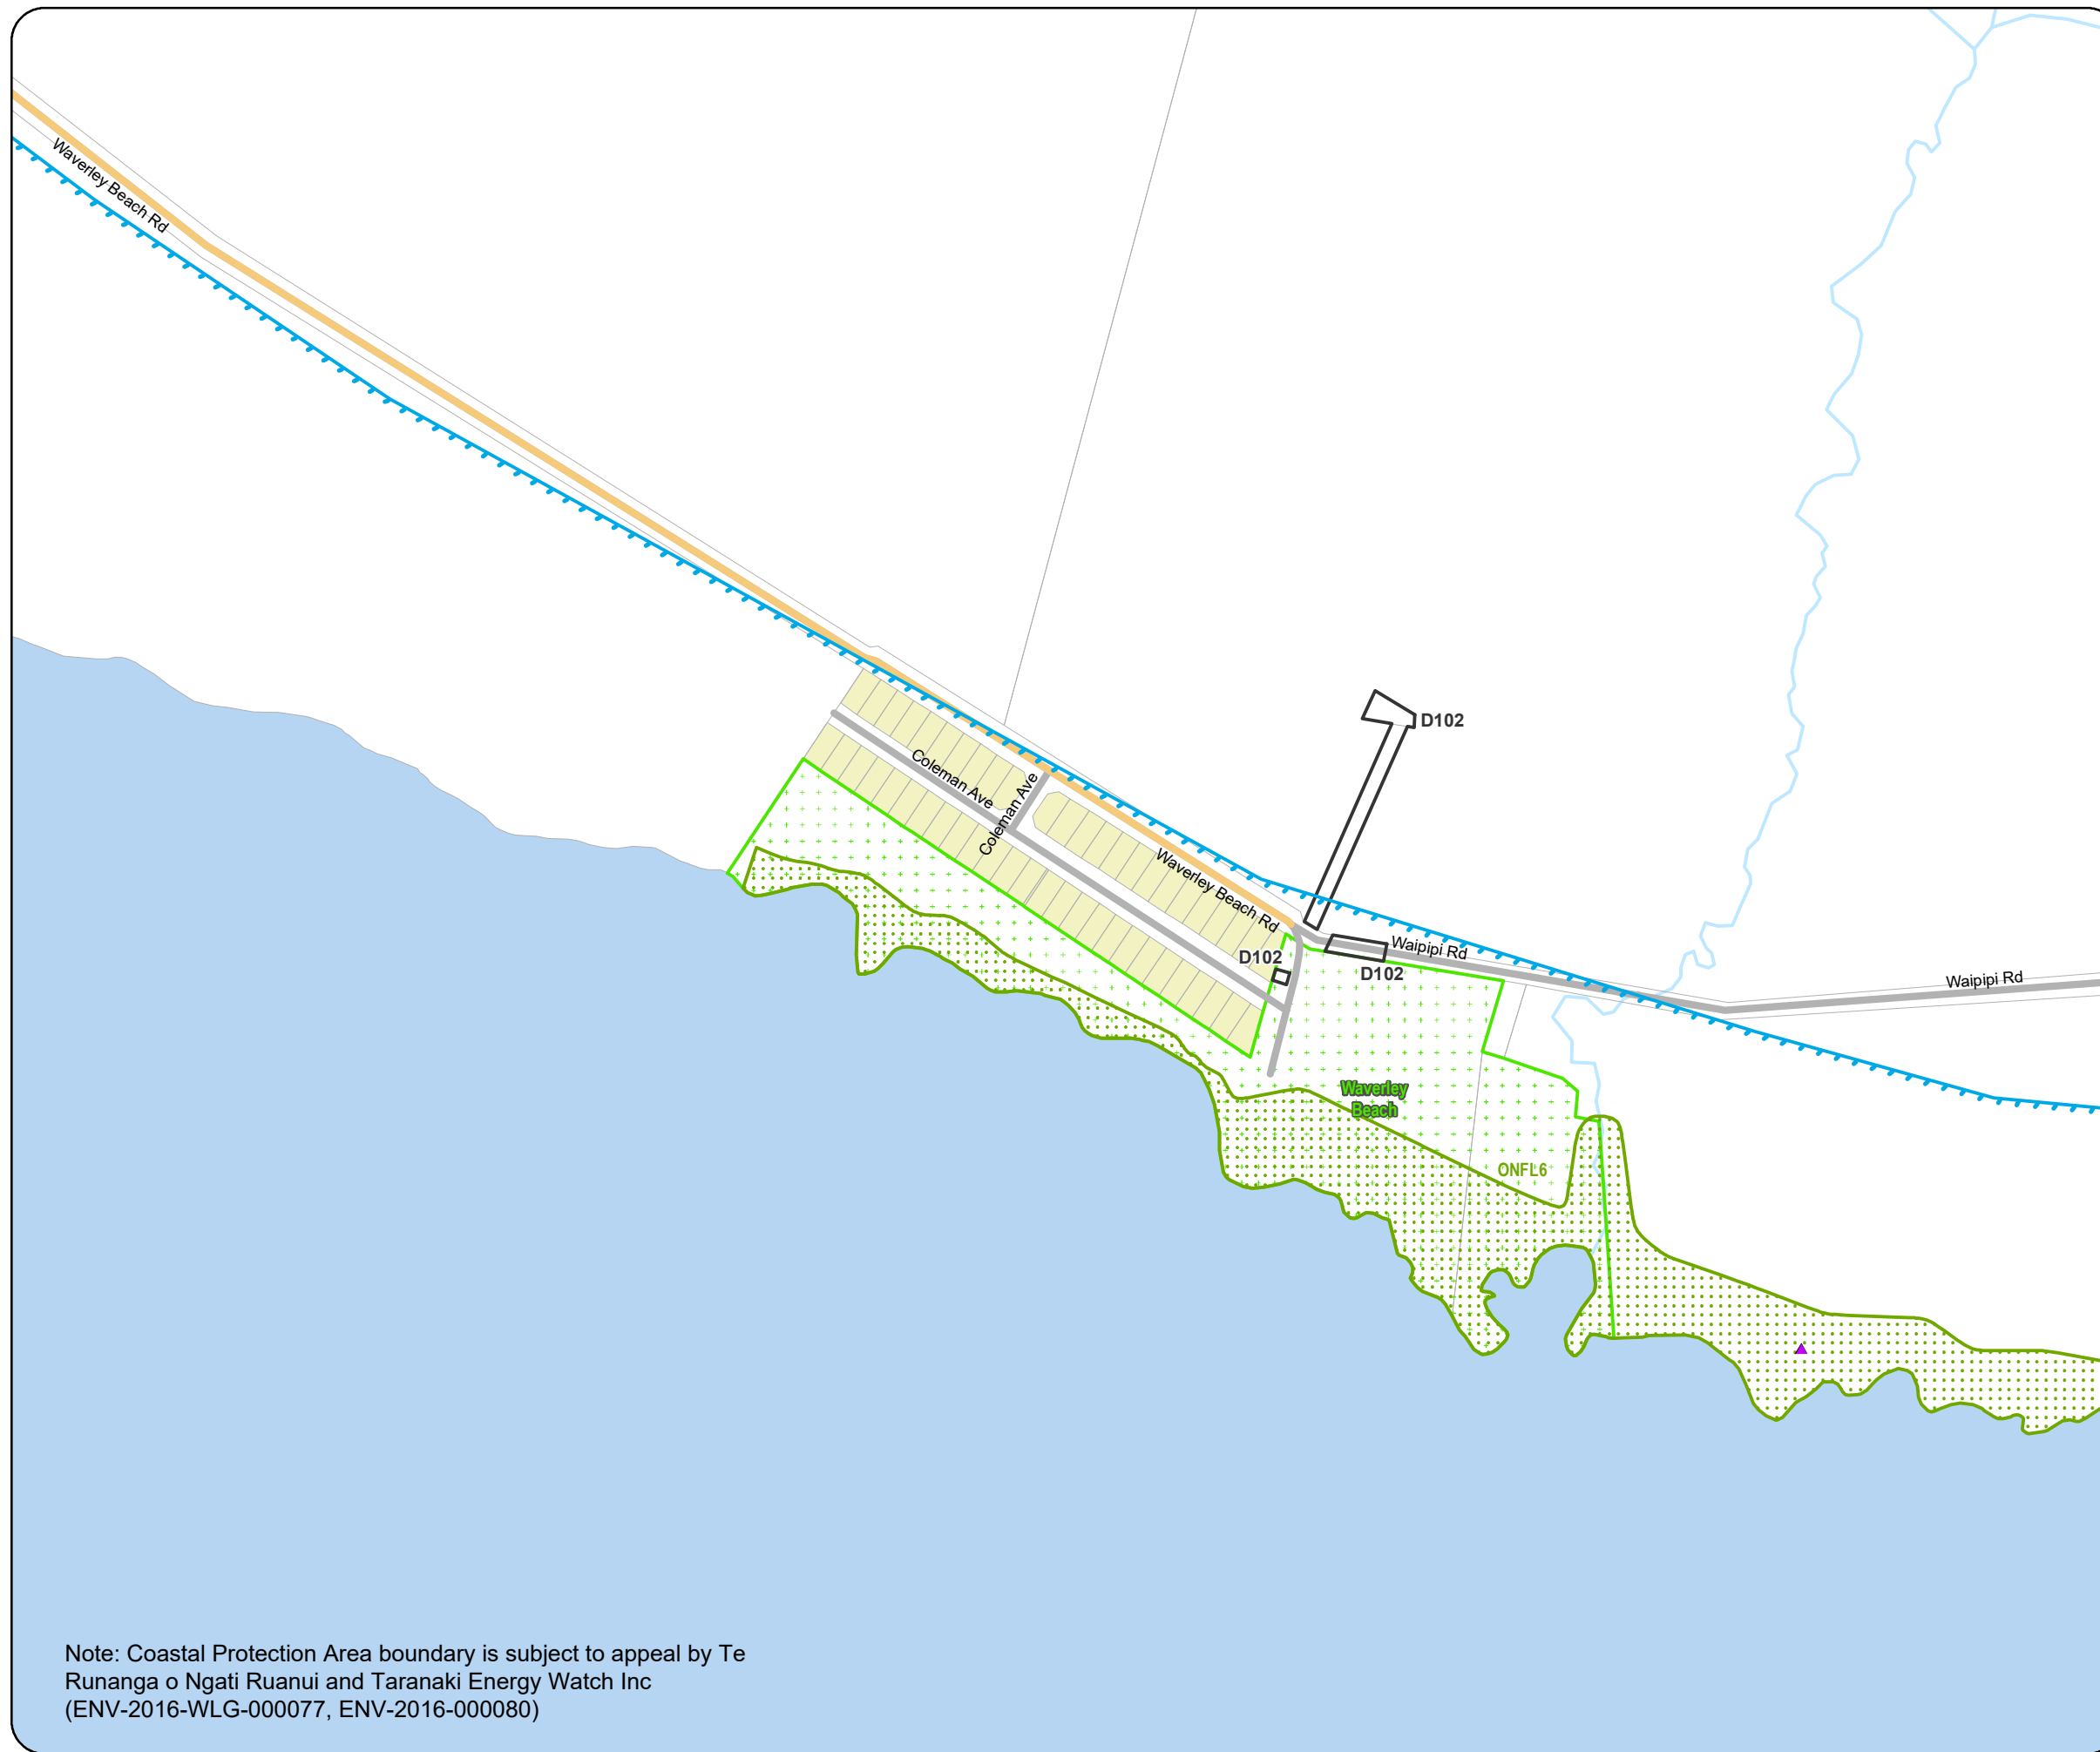 Waverley Beach Rd
D102
Coleman Ave
Coleman Ave
Waverley Beach Rd
Waipipi Rd
D102
D102
Waipipi Rd
Waverley
Beach
ONFL6
Note: Coastal Protection Area boundary is subject to appeal by Te
Runanga o Ngati Ruanui and Taranaki Energy Watch Inc
(ENV-2016-WLG-000077, ENV-2016-000080)